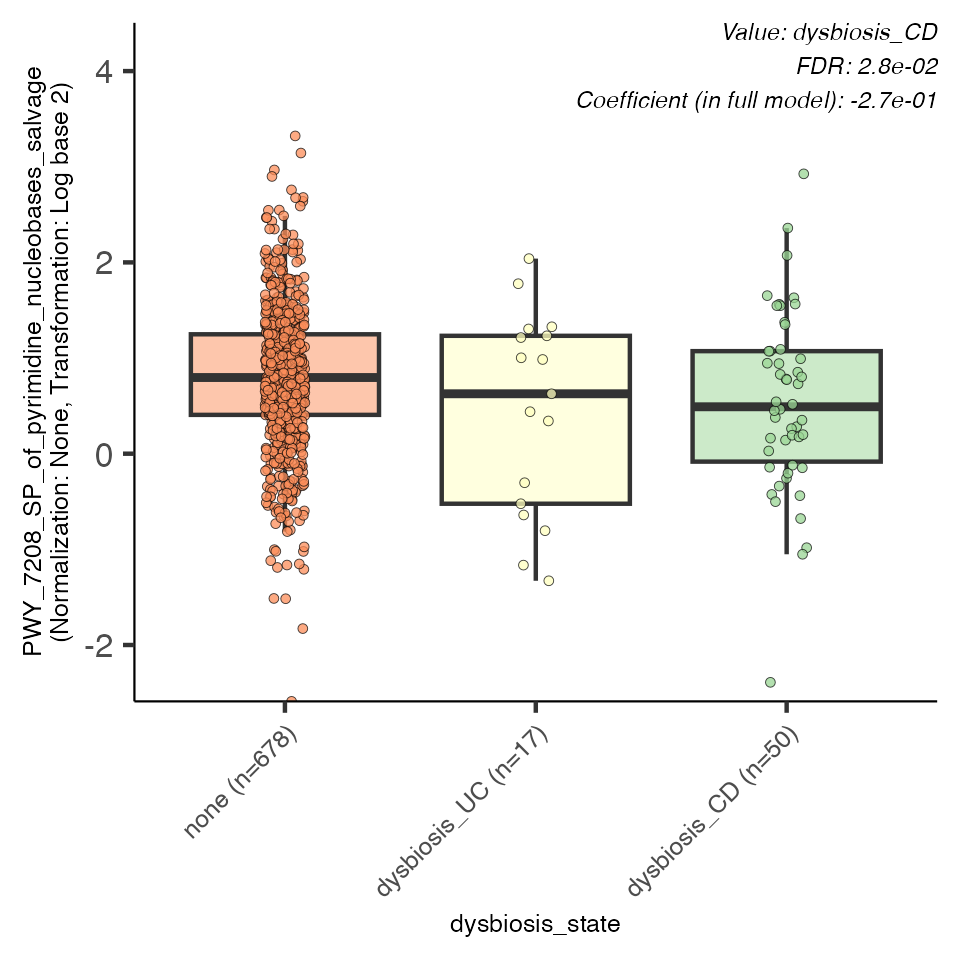 Value: dysbiosis_CD
FDR: 2.8e-02
Coefficient (in full model): -2.7e-01
PWY_7208_SP_of_pyrimidine_nucleobases_salvage
(Normalization: None, Transformation: Log base 2)
4
2
0
-2
none (n=678)
dysbiosis_UC (n=17)
dysbiosis_CD (n=50)
dysbiosis_state